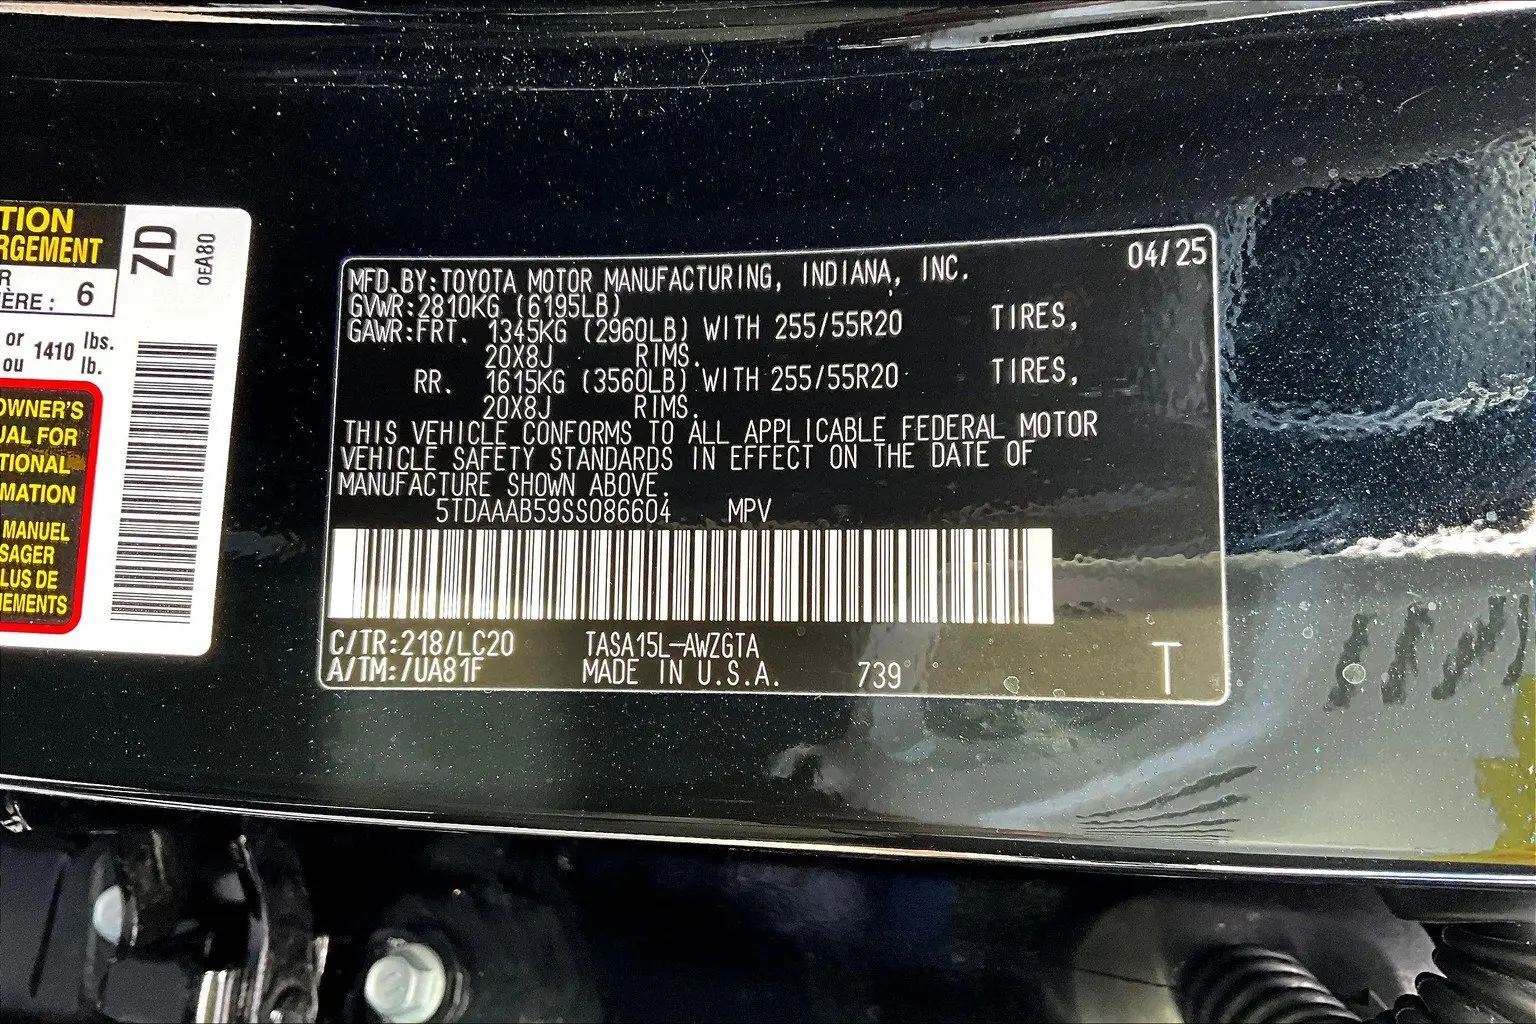 TION
RGEMENT
R
ÈRE : 6
or 1410 lbs.
ou lb.
OWNER'S
UAL FOR
TIONAL
MATION
MANUEL
SAGER
LUS DE
NEMENTS
ZD
0EA80
04/25
MFD.BY:TOYOTA MOTOR MANUFACTURING, INDIANA, INC.
GVWR:2810KG (6195LB)
GAWR:FRT. 1345KG (2960LB) WITH 255/55R20 TIRES,
20X8J RIMS.
RR. 1615KG (3560LB) WITH 255/55R20 TIRES,
20X8J RIMS.
THIS VEHICLE CONFORMS TO ALL APPLICABLE FEDERAL MOTOR
VEHICLE SAFETY STANDARDS IN EFFECT ON THE DATE OF
MANUFACTURE SHOWN ABOVE.
5TDAAAB59SS086604 MPV
C/TR:218/LC20 TASA15L-AWZGTA
A/TM:/UA81F MADE IN U.S.A. 739 T